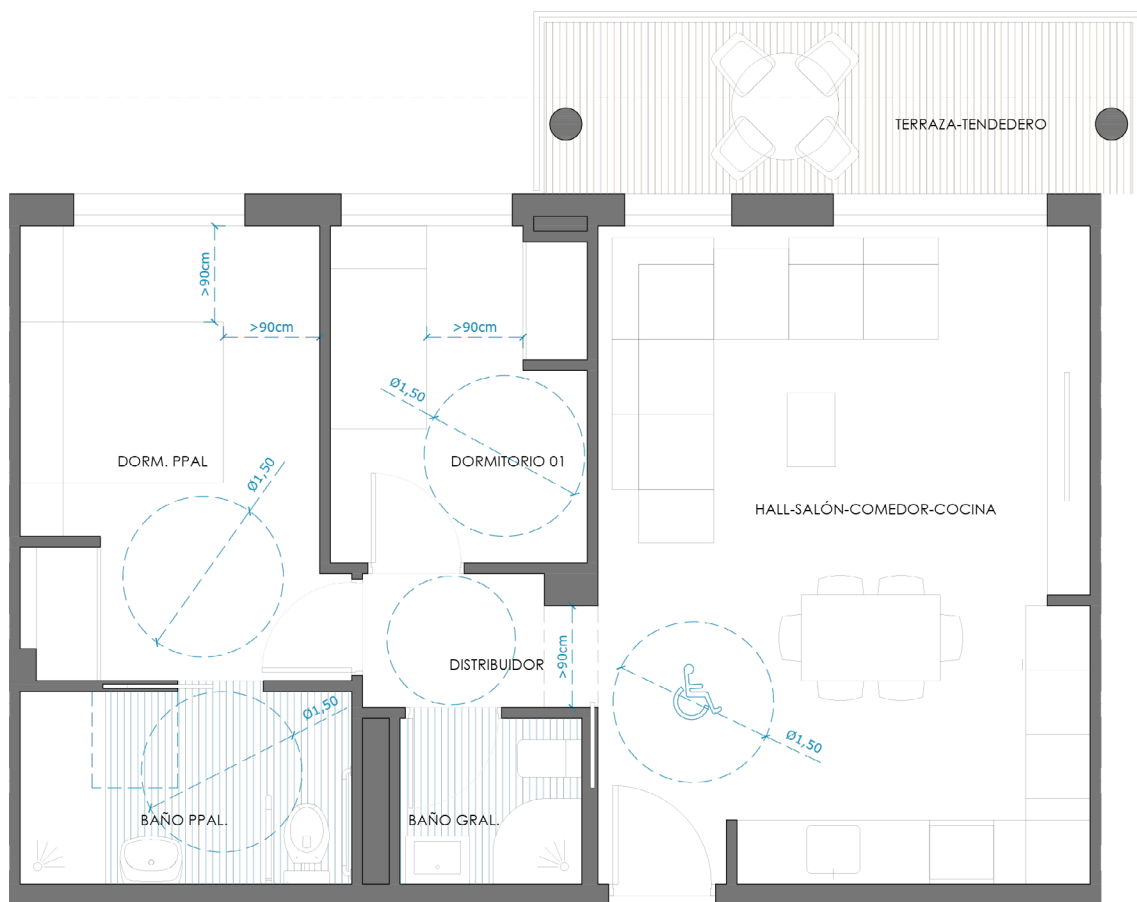 TERRAZA-TENDEDERO
>90cm
>90cm
>90cm
Ø1,50
DORM. PPAL
Ø1,50
DORMITORIO 01
HALL-SALÓN-COMEDOR-COCINA
DISTRIBUIDOR
>90cm
Ø1,50
Ø1,50
BAÑO PPAL.
BAÑO GRAL.